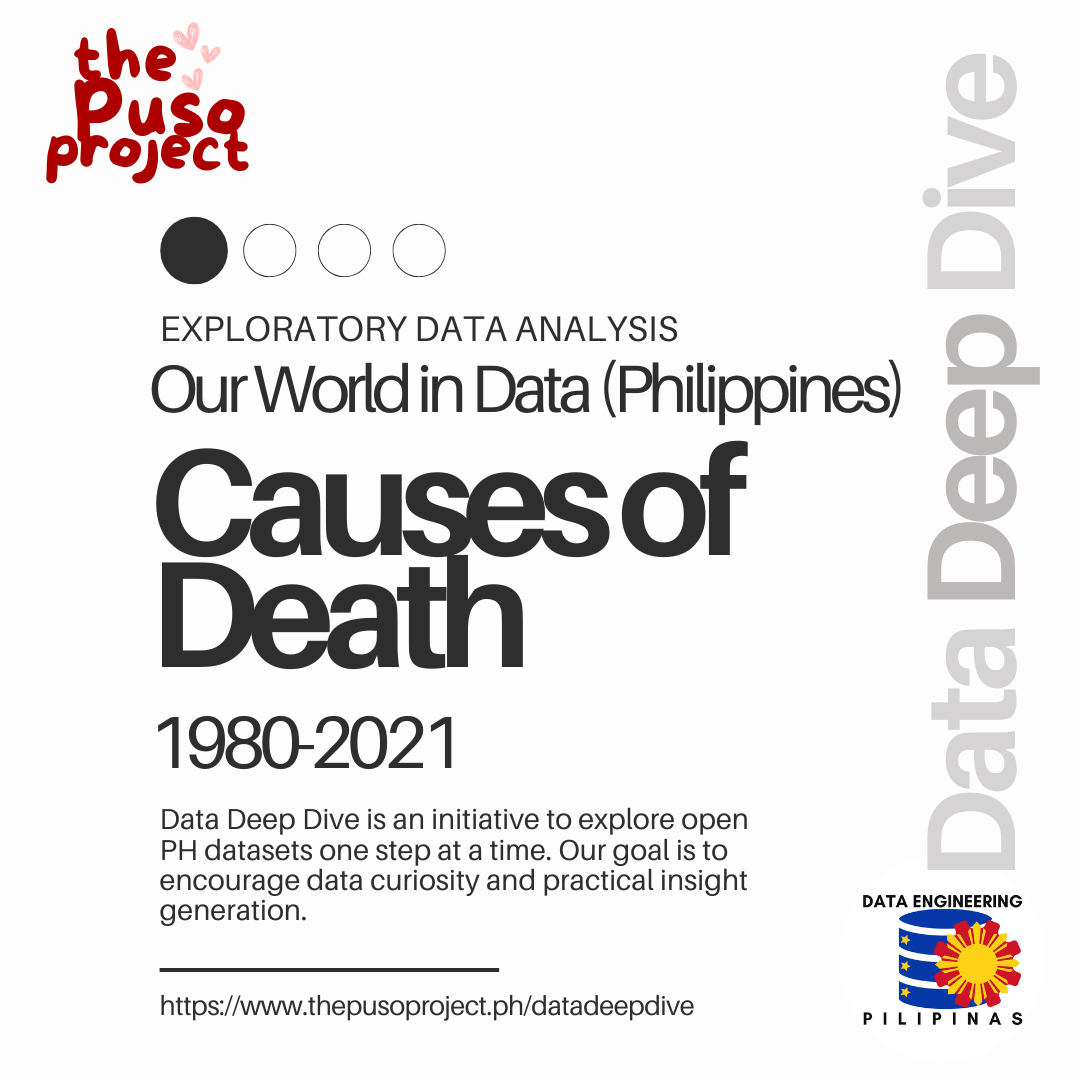 the
Puso
project
EXPLORATORY DATA ANALYSIS
Our World in Data (Philippines)
Causes of
Death
1980-2021
Data Deep Dive is an initiative to explore open
PH datasets one step at a time. Our goal is to
encourage data curiosity and practical insight
generation.
https://www.thepusoproject.ph/datadeepdive
Data Deep Dive
DATA ENGINEERING
PILIPINAS